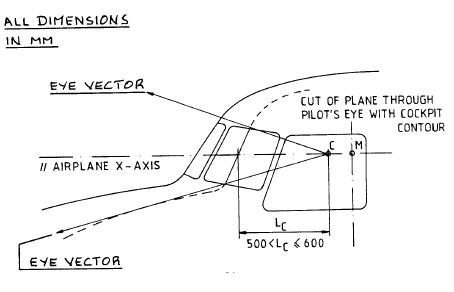 ALL DIMENSIONS
IN MM
EYE VECTOR
CUT OF PLANE THROUGH
PILOT'S EYE WITH COCKPIT
CONTOUR
C M
// AIRPLANE X-AXIS
LC
500<LC≤600
EYE VECTOR